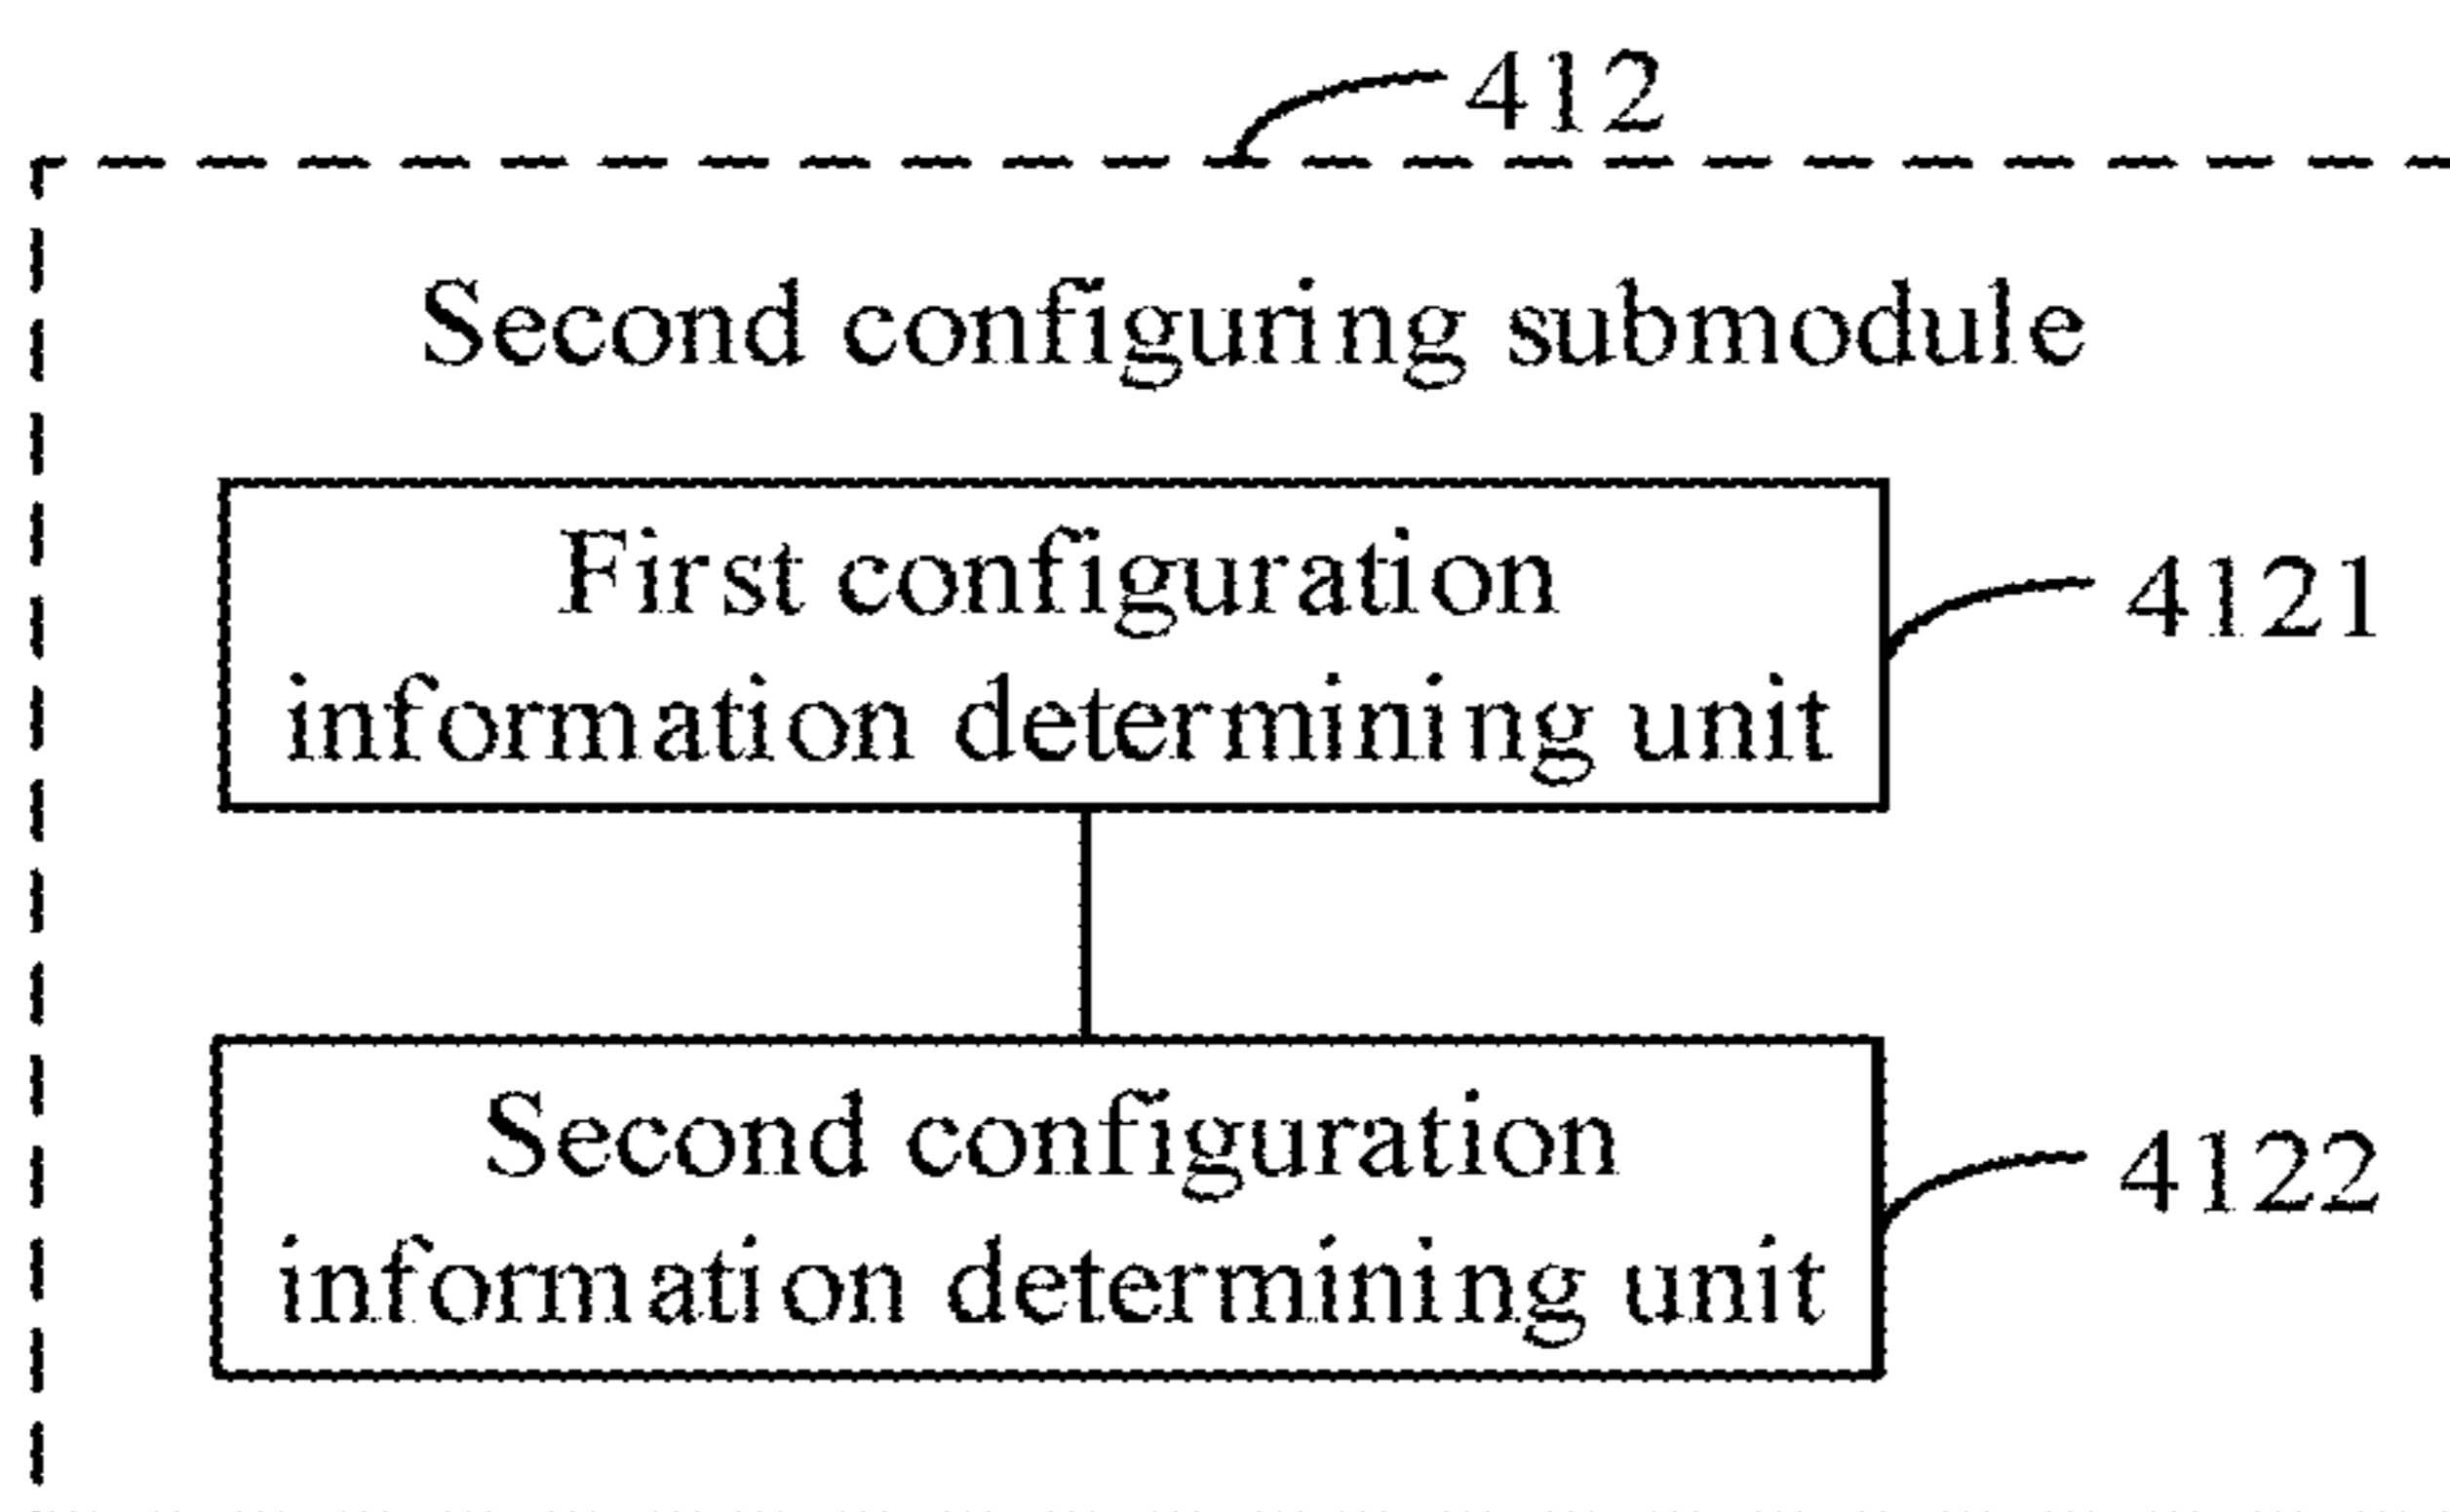 412
Second configuring submodule
First configuration
information determining unit
4121
Second configuration
information determining unit
4122